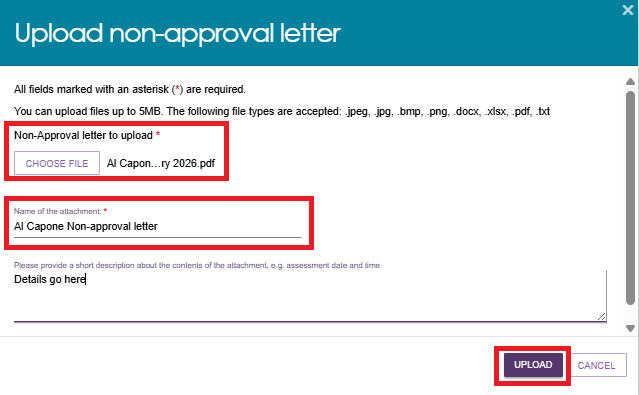 Upload non-approval letter
All fields marked with an asterisk (*) are required.
You can upload files up to 5MB. The following file types are accepted: .jpeg, .jpg, .bmp, .png, .docx, .xlsx, .pdf, .txt
Non-Approval letter to upload *
CHOOSE FILE Al Capon...ry 2026.pdf
Name of the attachment: *
Al Capone Non-approval letter
Please provide a short description about the contents of the attachment, e.g. assessment date and time
Details go here
UPLOAD CANCEL